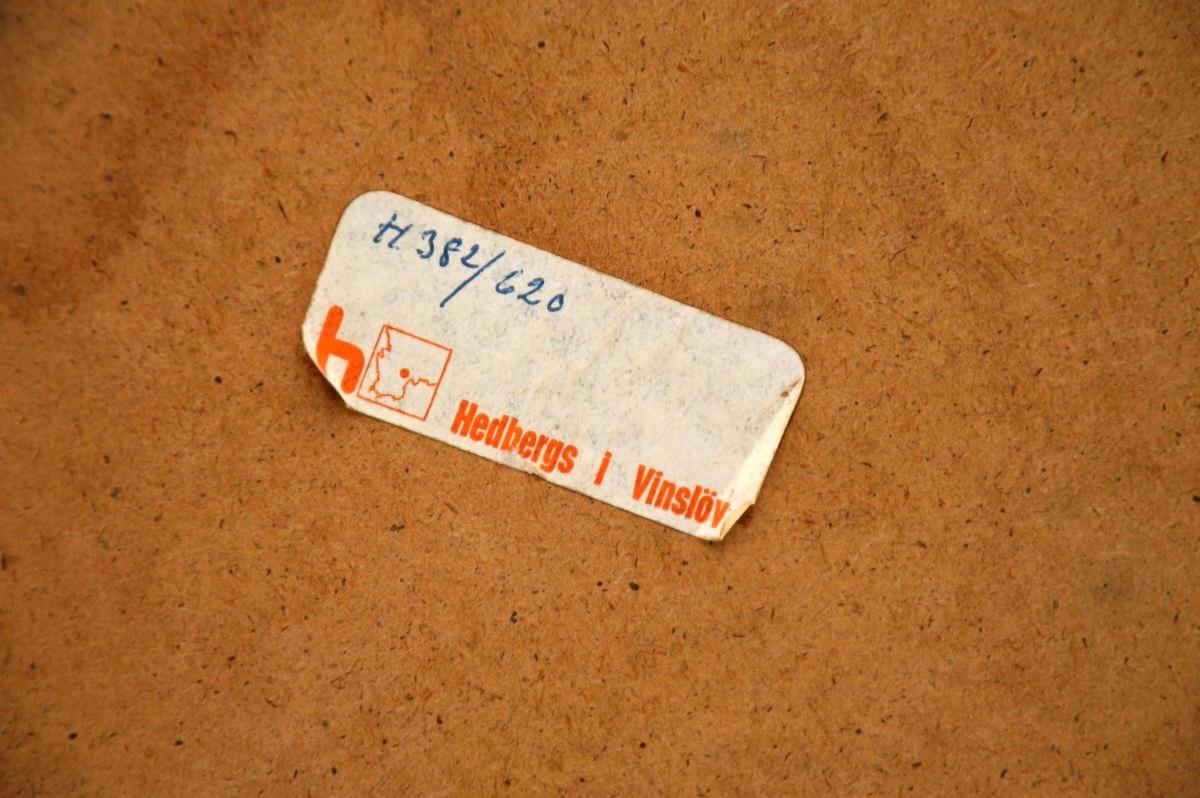 H 382/620
h
Hedbergs i Vinslöv